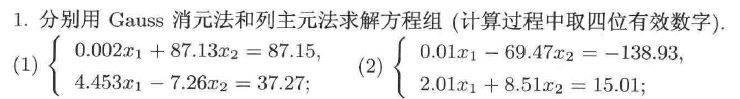 1. 分别用 Gauss 消元法和列主元法求解方程组 (计算过程中取四位有效数字).
(1) { 0.002x₁ + 87.13x₂ = 87.15,
4.453x₁ − 7.26x₂ = 37.27;
(2) { 0.01x₁ − 69.47x₂ = −138.93,
2.01x₁ + 8.51x₂ = 15.01;